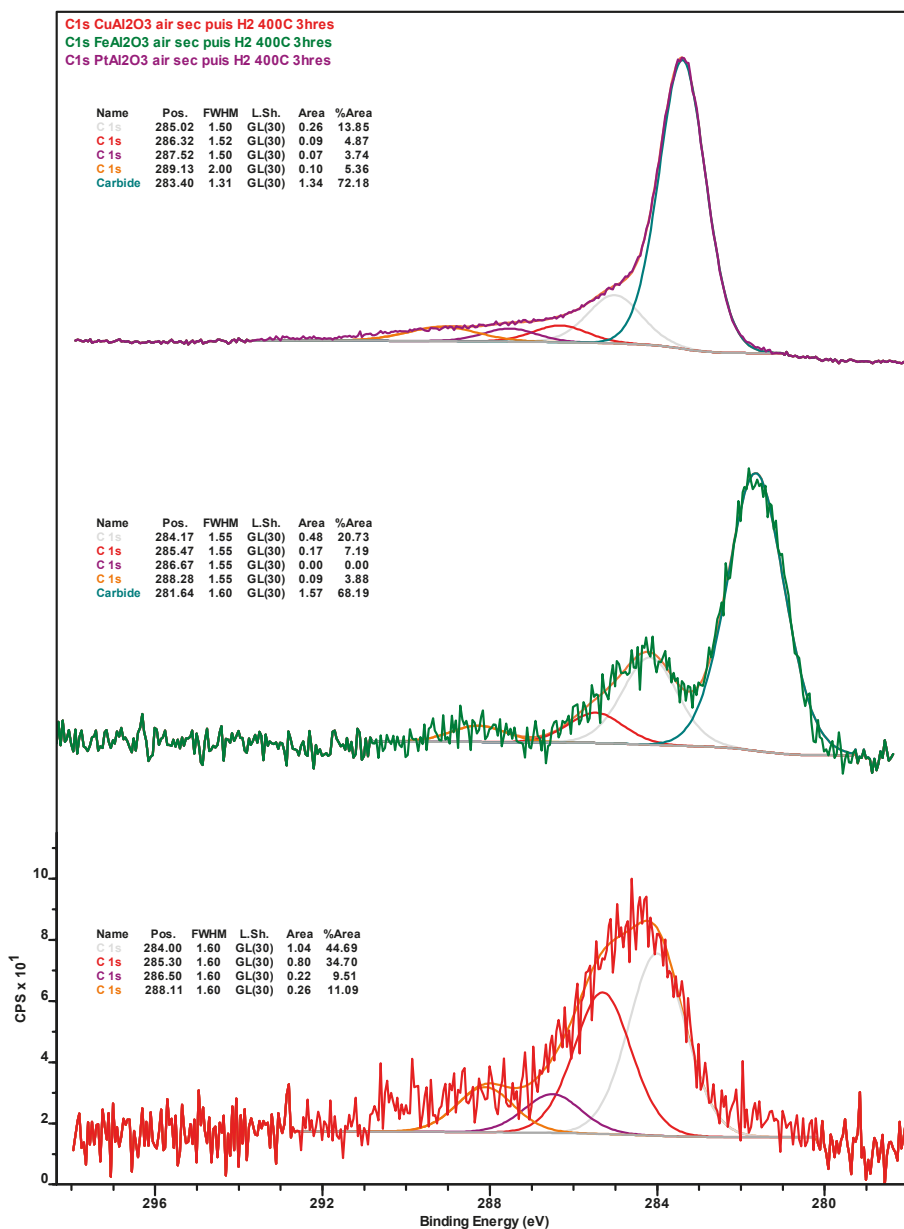 C1s CuAl2O3 air sec puis H2 400C 3hres
C1s FeAl2O3 air sec puis H2 400C 3hres
C1s PtAl2O3 air sec puis H2 400C 3hres
Name Pos. FWHM L.Sh. Area %Area
C 1s 285.02 1.50 GL(30) 0.26 13.85
C 1s 286.32 1.52 GL(30) 0.09 4.87
C 1s 287.52 1.50 GL(30) 0.07 3.74
C 1s 289.13 2.00 GL(30) 0.10 5.36
Carbide 283.40 1.31 GL(30) 1.34 72.18
Name Pos. FWHM L.Sh. Area %Area
C 1s 284.17 1.55 GL(30) 0.48 20.73
C 1s 285.47 1.55 GL(30) 0.17 7.19
C 1s 286.67 1.55 GL(30) 0.00 0.00
C 1s 288.28 1.55 GL(30) 0.09 3.88
Carbide 281.64 1.60 GL(30) 1.57 68.19
Name Pos. FWHM L.Sh. Area %Area
C 1s 284.00 1.60 GL(30) 1.04 44.69
C 1s 285.30 1.60 GL(30) 0.80 34.70
C 1s 286.50 1.60 GL(30) 0.22 9.51
C 1s 288.11 1.60 GL(30) 0.26 11.09
CPS x 10¹
10
8
6
4
2
0
296 292 288 284 280
Binding Energy (eV)